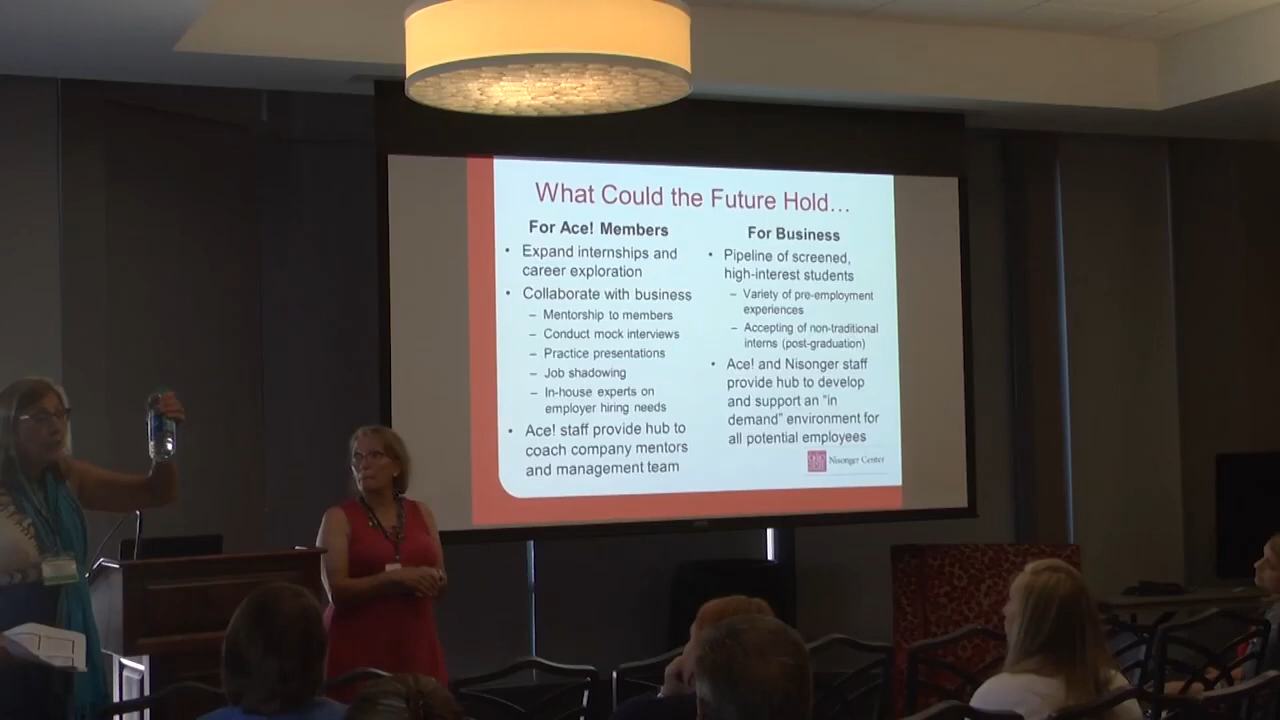 What Could the Future Hold…
For Ace! Members
• Expand internships and
career exploration
• Collaborate with business
– Mentorship to members
– Conduct mock interviews
– Practice presentations
– Job shadowing
– In-house experts on
employer hiring needs
• Ace! staff provide hub to
coach company mentors
and management team
For Business
• Pipeline of screened,
high-interest students
– Variety of pre-employment
experiences
– Accepting of non-traditional
interns (post-graduation)
• Ace! and Nisonger staff
provide hub to develop
and support an "in
demand" environment for
all potential employees
Nisonger Center